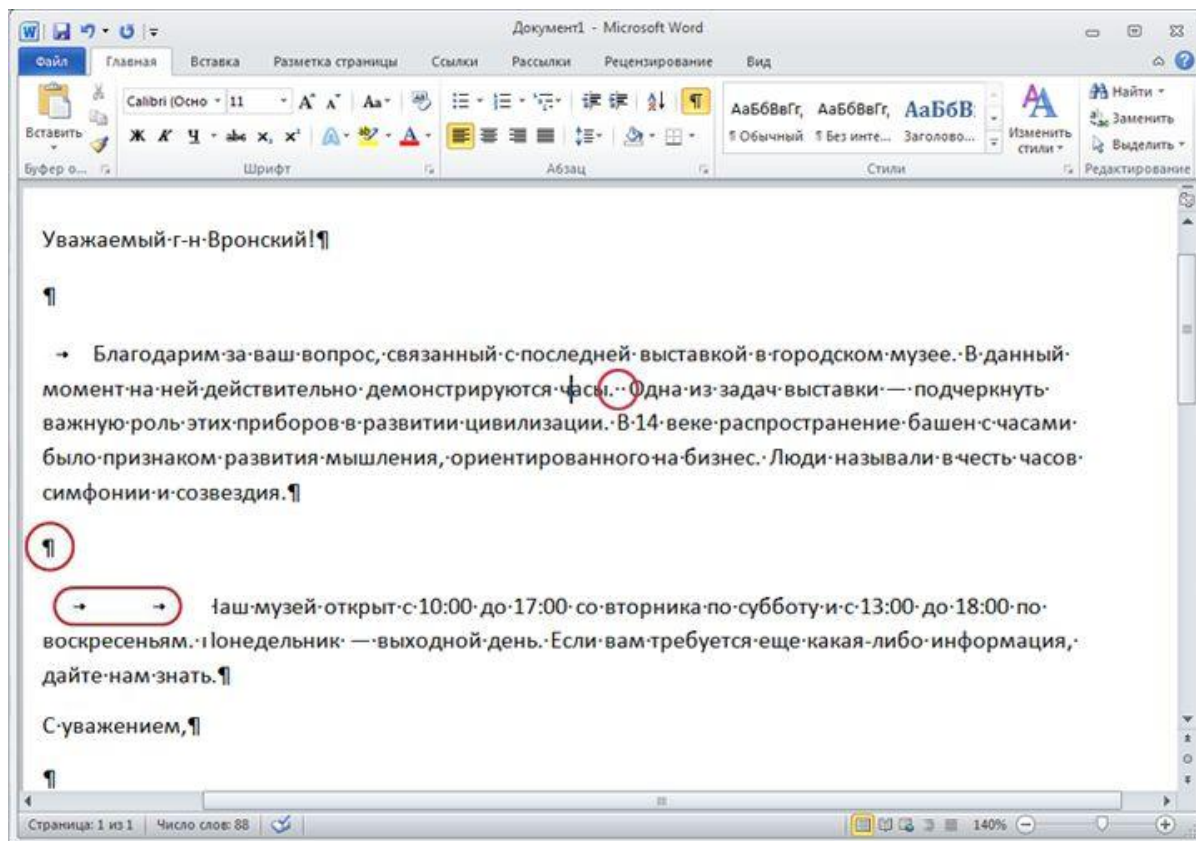 Документ1 - Microsoft Word
Файл Главная Вставка Разметка страницы Ссылки Рассылки Рецензирование Вид
Вставить
Calibri (Осно 11
Ж К Ч abc x, x²
АаБбВвГг, АаБбВвГг, АаБбВ
¶ Обычный ¶ Без инте... Заголово...
Изменить стили
Найти
Заменить
Выделить
Буфер о... Шрифт Абзац Стили Редактирование
Уважаемый·г-н·Вронский!¶
¶
→ Благодарим·за·ваш·вопрос,·связанный·с·последней·выставкой·в·городском·музее.·В·данный·
момент·на·ней·действительно·демонстрируются·часы.··Одна·из·задач·выставки·—·подчеркнуть·
важную·роль·этих·приборов·в·развитии·цивилизации.·В·14·веке·распространение·башен·с·часами·
было·признаком·развития·мышления,·ориентированного·на·бизнес.·Люди·называли·в·честь·часов·
симфонии·и·созвездия.¶
¶
→ → Наш·музей·открыт·с·10:00·до·17:00·со·вторника·по·субботу·и·с·13:00·до·18:00·по·
воскресеньям.·Понедельник·—·выходной·день.·Если·вам·требуется·еще·какая-либо·информация,·
дайте·нам·знать.¶
С·уважением,¶
¶
Страница: 1 из 1 Число слов: 88 140%